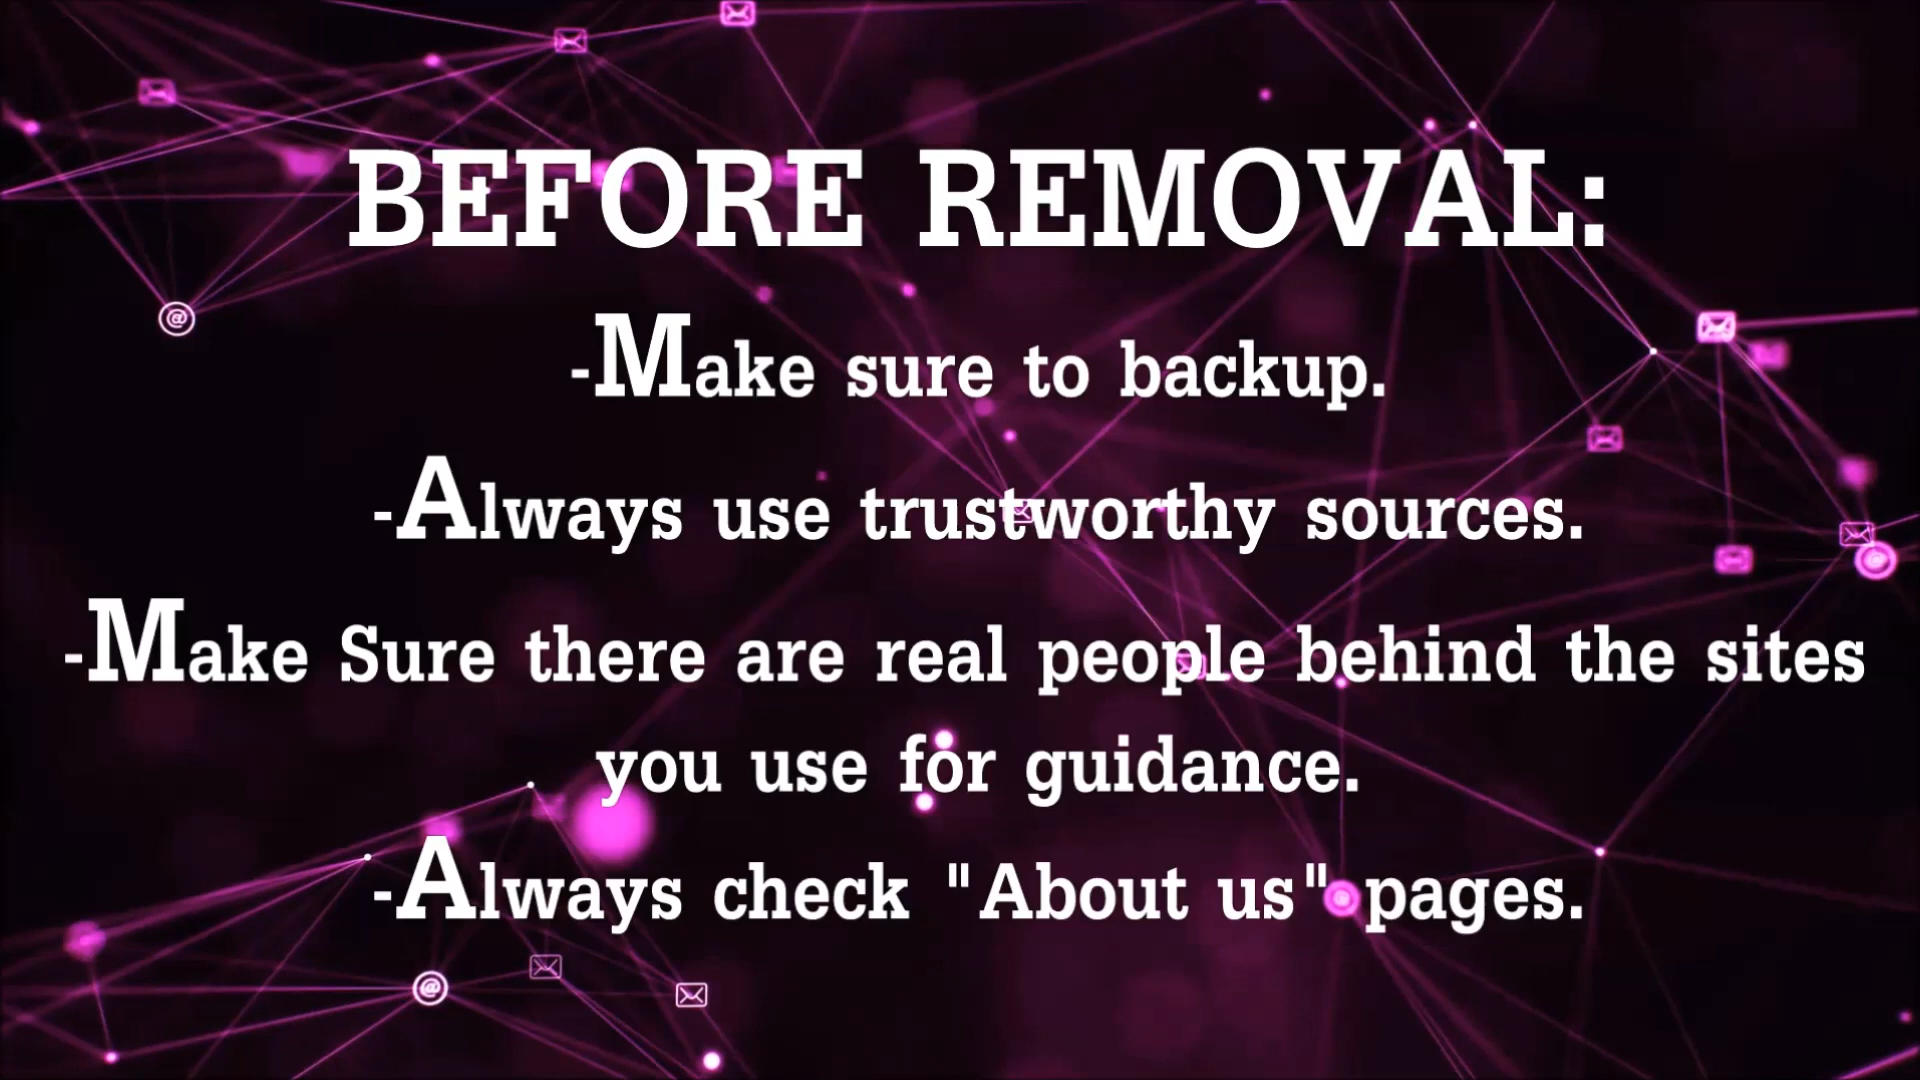 BEFORE REMOVAL:
-Make sure to backup.
-Always use trustworthy sources.
-Make Sure there are real people behind the sites
you use for guidance.
-Always check "About us" pages.